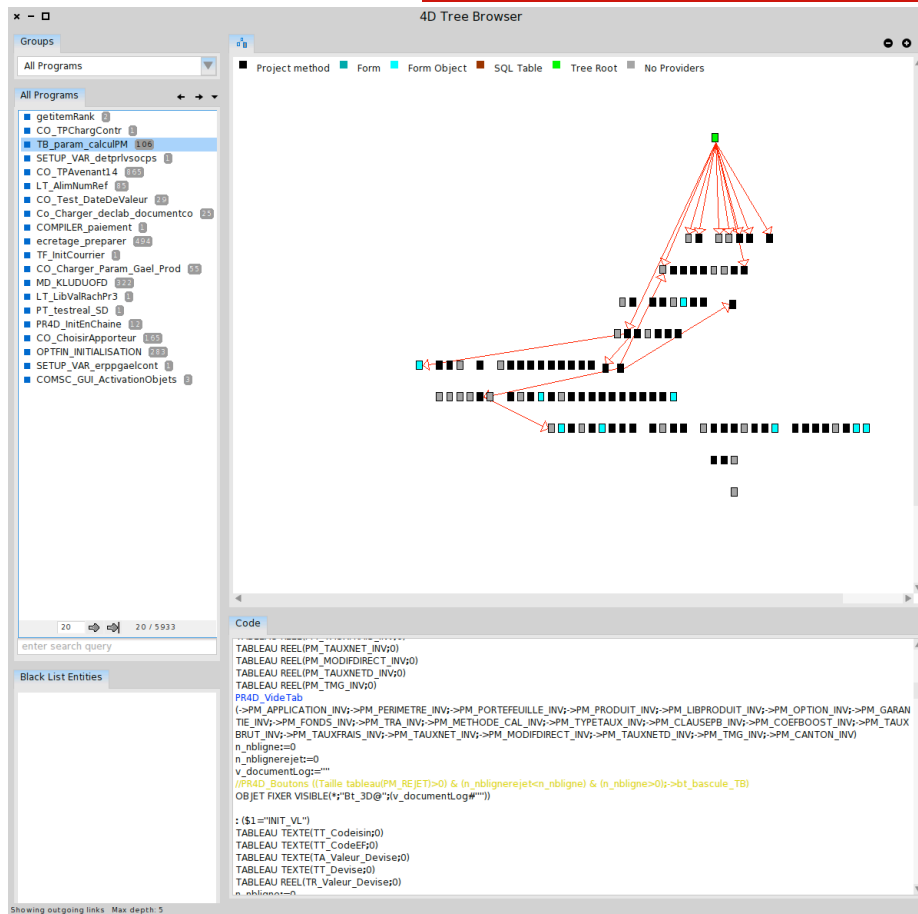 4D Tree Browser
Groups
All Programs
All Programs
getitemRank 2
CO_TPChargContr 1
TB_param_calculPM 106
SETUP_VAR_detprlvsocps 1
CO_TPAvenant14 865
LT_AlimNumRef 85
CO_Test_DateDeValeur 29
Co_Charger_declab_documentco 25
COMPILER_paiement 1
ecretage_preparer 494
TF_InitCourrier 1
CO_Charger_Param_Gael_Prod 55
MD_KLUDUOFD 322
LT_LibValRachPr3 1
PT_testreal_SD 1
PR4D_InitEnChaine 12
CO_ChoisirApporteur 165
OPTFIN_INITIALISATION 233
SETUP_VAR_erppgaelcont 1
COMSC_GUI_ActivationObjets 3
20 20 / 5933
enter search query
Black List Entities
Project method Form Form Object SQL Table Tree Root No Providers
Code
TABLEAU REEL(PM_TAUXNET_INV;0)
TABLEAU REEL(PM_MODIFDIRECT_INV;0)
TABLEAU REEL(PM_TAUXNETD_INV;0)
TABLEAU REEL(PM_TMG_INV;0)
PR4D_VideTab
(->PM_APPLICATION_INV;->PM_PERIMETRE_INV;->PM_PORTEFEUILLE_INV;->PM_PRODUIT_INV;->PM_LIBPRODUIT_INV;->PM_OPTION_INV;->PM_GARAN
TIE_INV;->PM_FONDS_INV;->PM_TRA_INV;->PM_METHODE_CAL_INV;->PM_TYPETAUX_INV;->PM_CLAUSEPB_INV;->PM_COEFBOOST_INV;->PM_TAUX
BRUT_INV;->PM_TAUXFRAIS_INV;->PM_TAUXNET_INV;->PM_MODIFDIRECT_INV;->PM_TAUXNETD_INV;->PM_TMG_INV;->PM_CANTON_INV)
n_nbligne:=0
n_nblignerejet:=0
v_documentLog:=""
//PR4D_Boutons ((Taille tableau(PM_REJET)>0) & (n_nblignerejet<n_nbligne) & (n_nbligne>0);->bt_bascule_TB)
OBJET FIXER VISIBLE(*;"Bt_3D@";(v_documentLog#""))
: ($1="INIT_VL")
TABLEAU TEXTE(TT_Codeisin;0)
TABLEAU TEXTE(TT_CodeEF;0)
TABLEAU TEXTE(TA_Valeur_Devise;0)
TABLEAU TEXTE(TT_Devise;0)
TABLEAU REEL(TR_Valeur_Devise;0)
n_nbligne:=0
Showing outgoing links Max depth: 5